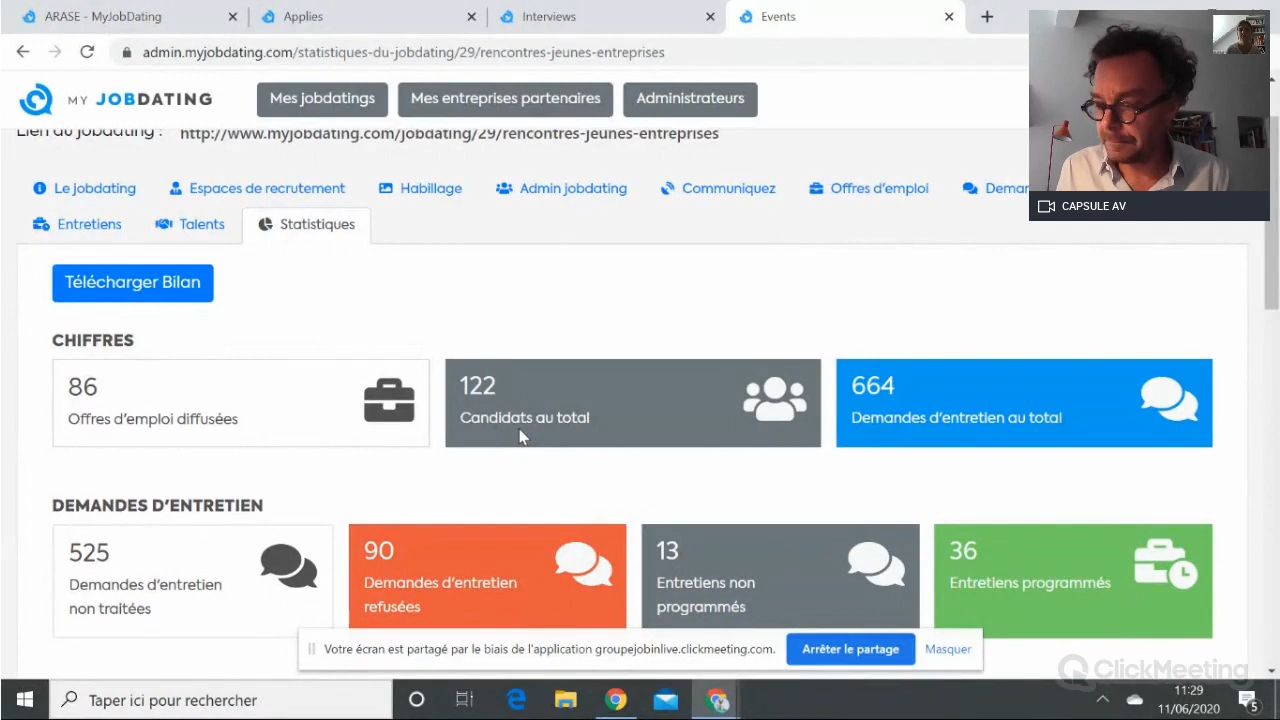 ARASE - MyJobDating
Applies
Interviews
Events
admin.myjobdating.com/statistiques-du-jobdating/29/rencontres-jeunes-entreprises
MY JOBDATING
Mes jobdatings
Mes entreprises partenaires
Administrateurs
Lien du jobdating : http://www.myjobdating.com/jobdating/29/rencontres-jeunes-entreprises
Le jobdating
Espaces de recrutement
Habillage
Admin jobdating
Communiquez
Offres d'emploi
Deman
CAPSULE AV
Entretiens
Talents
Statistiques
Télécharger Bilan
CHIFFRES
86
Offres d'emploi diffusées
122
Candidats au total
664
Demandes d'entretien au total
DEMANDES D'ENTRETIEN
525
Demandes d'entretien
non traitées
90
Demandes d'entretien
refusées
13
Entretiens non
programmés
36
Entretiens programmés
Votre écran est partagé par le biais de l'application groupejobinlive.clickmeeting.com.
Arrêter le partage
Masquer
ClickMeeting
Taper ici pour rechercher
11:29
11/06/2020
5